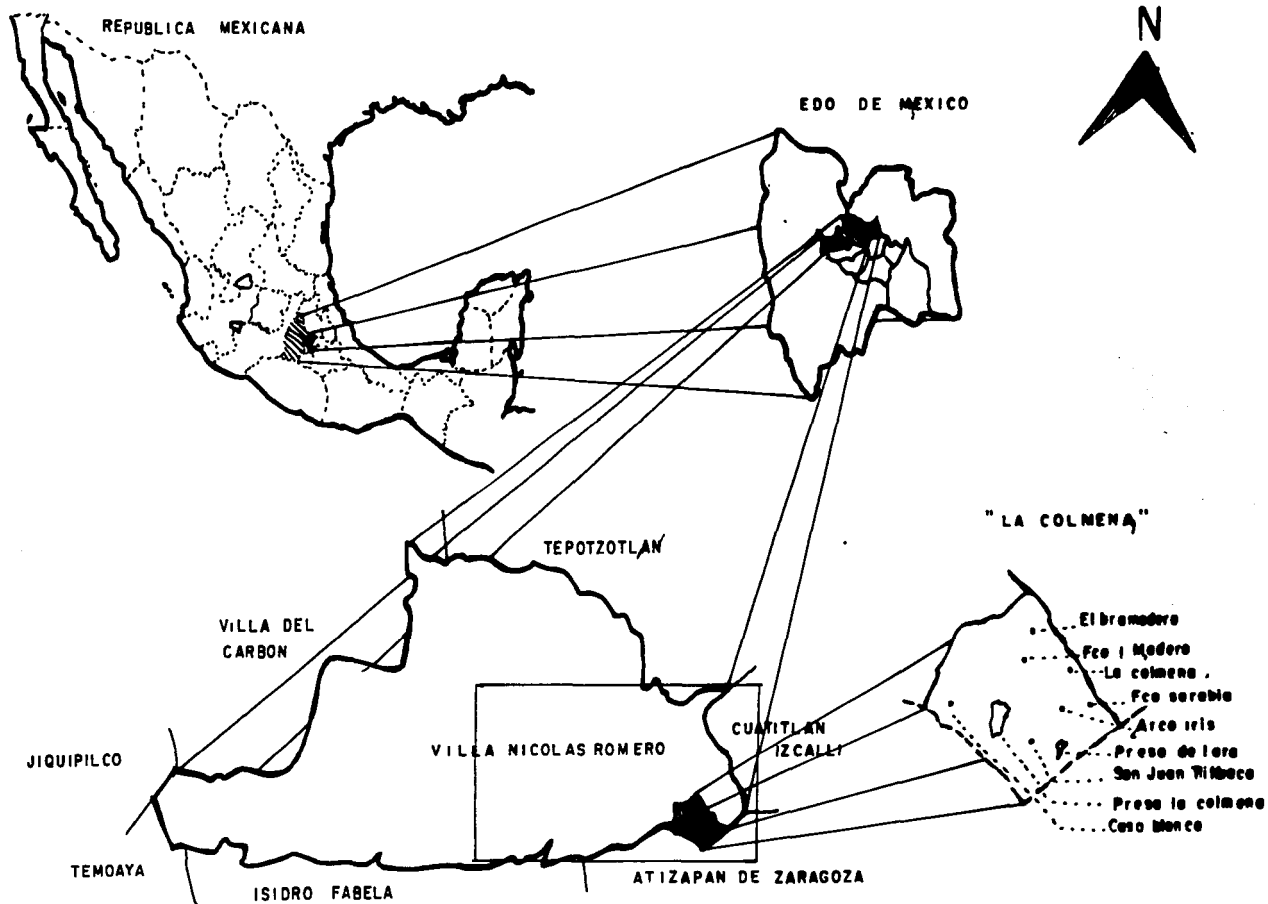 REPUBLICA MEXICANA
N
EDO DE MEXICO
"LA COLMENA"
TEPOTZOTLAN
VILLA DEL
CARBON
JIQUIPILCO
VILLA NICOLAS ROMERO
CUATITLAN
IZCALLI
TEMOAYA
ISIDRO FABELA
ATIZAPAN DE ZARAGOZA
El bramadero
Fco I Madero
La colmena
Fco sarabia
Arco iris
Presa de lara
San Juan
Presa la colmena
Casa blanca